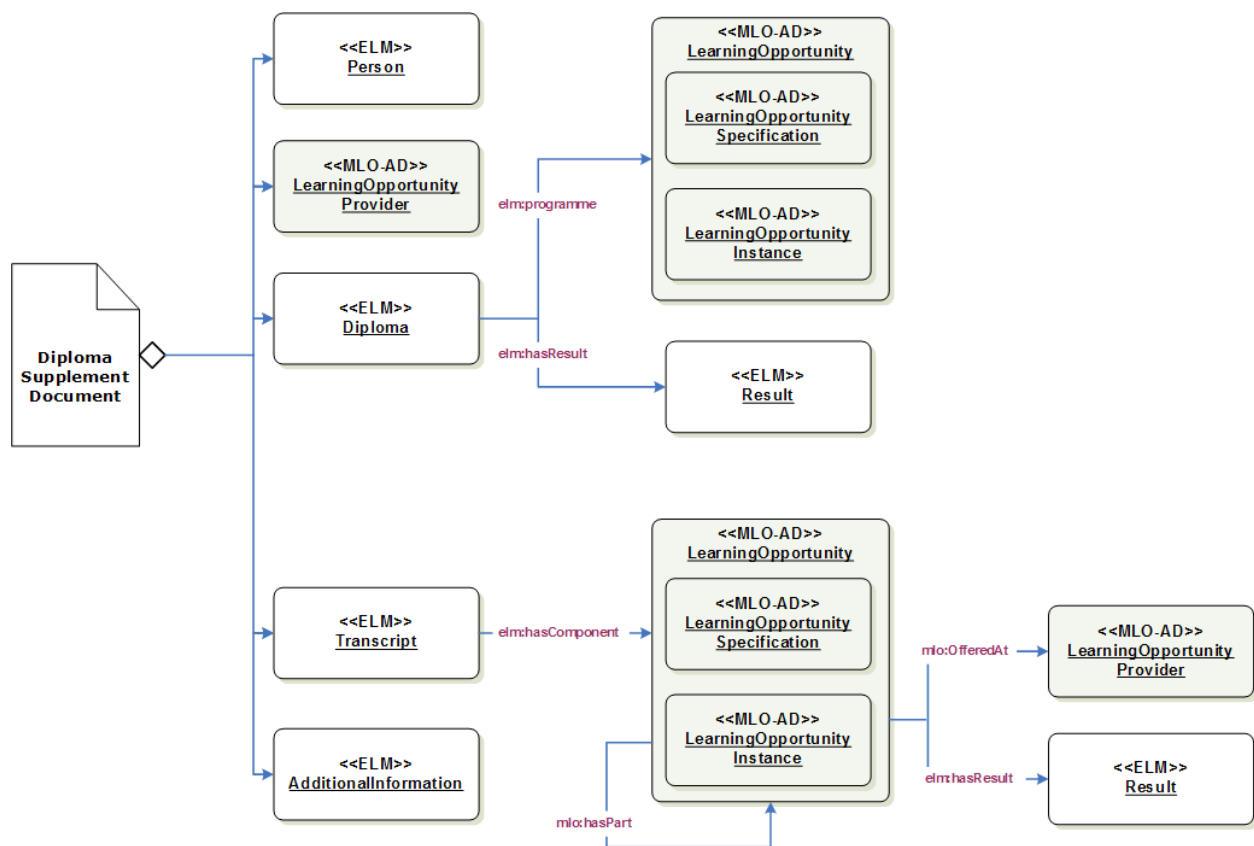 <<ELM>>
Person
<<MLO-AD>>
LearningOpportunity
Provider
<<ELM>>
Diploma
Diploma
Supplement
Document
<<ELM>>
Transcript
<<ELM>>
AdditionalInformation
elm:programme
elm:hasResult
<<MLO-AD>>
LearningOpportunity
<<MLO-AD>>
LearningOpportunity
Specification
<<MLO-AD>>
LearningOpportunity
Instance
<<ELM>>
Result
elm:hasComponent
<<MLO-AD>>
LearningOpportunity
<<MLO-AD>>
LearningOpportunity
Specification
<<MLO-AD>>
LearningOpportunity
Instance
mlo:hasPart
mlo:OfferedAt
<<MLO-AD>>
LearningOpportunity
Provider
elm:hasResult
<<ELM>>
Result